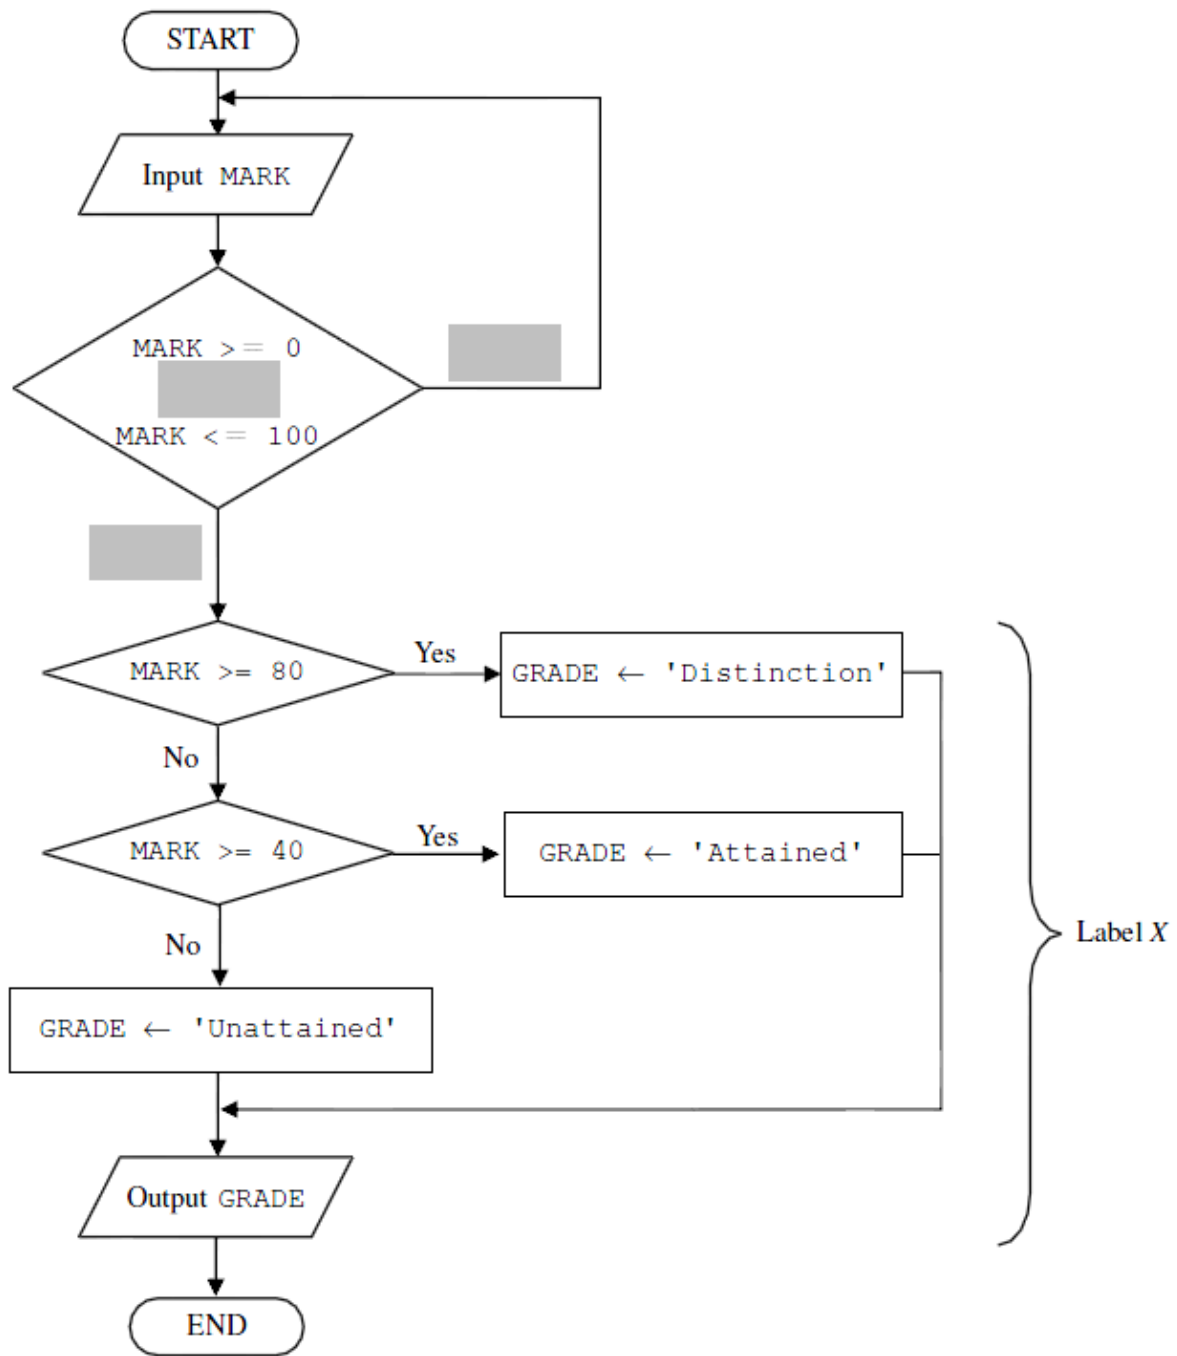 START
Input MARK
MARK >= 0
MARK <= 100
MARK >= 80
Yes
GRADE ← 'Distinction'
No
MARK >= 40
Yes
GRADE ← 'Attained'
No
Label X
GRADE ← 'Unattained'
Output GRADE
END